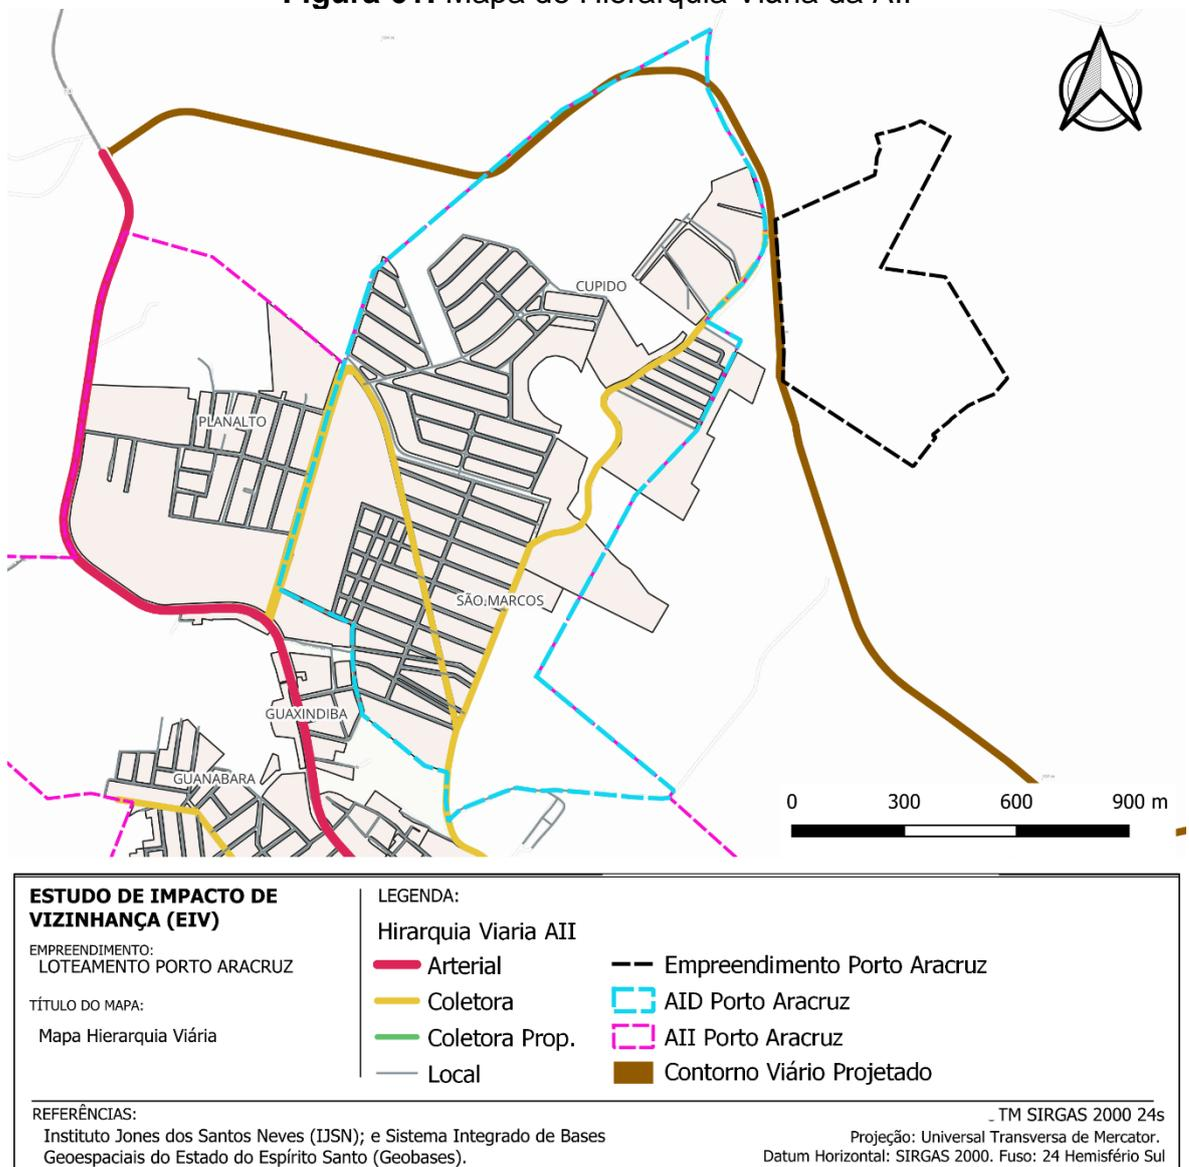 Figura 01: Mapa de Hierarquia Viária da AII
CUPIDO
PLANALTO
SÃO MARCOS
GUAXINDIBA
GUANABARA
0 300 600 900 m
ESTUDO DE IMPACTO DE
VIZINHANÇA (EIV)
EMPREENDIMENTO:
LOTEAMENTO PORTO ARACRUZ
TÍTULO DO MAPA:
Mapa Hierarquia Viária
LEGENDA:
Hirarquia Viaria AII
Arterial
Coletora
Coletora Prop.
Local
Empreendimento Porto Aracruz
AID Porto Aracruz
AII Porto Aracruz
Contorno Viário Projetado
REFERÊNCIAS:
Instituto Jones dos Santos Neves (IJSN); e Sistema Integrado de Bases
Geoespaciais do Estado do Espírito Santo (Geobases).
TM SIRGAS 2000 24s
Projeção: Universal Transversa de Mercator.
Datum Horizontal: SIRGAS 2000. Fuso: 24 Hemisfério Sul